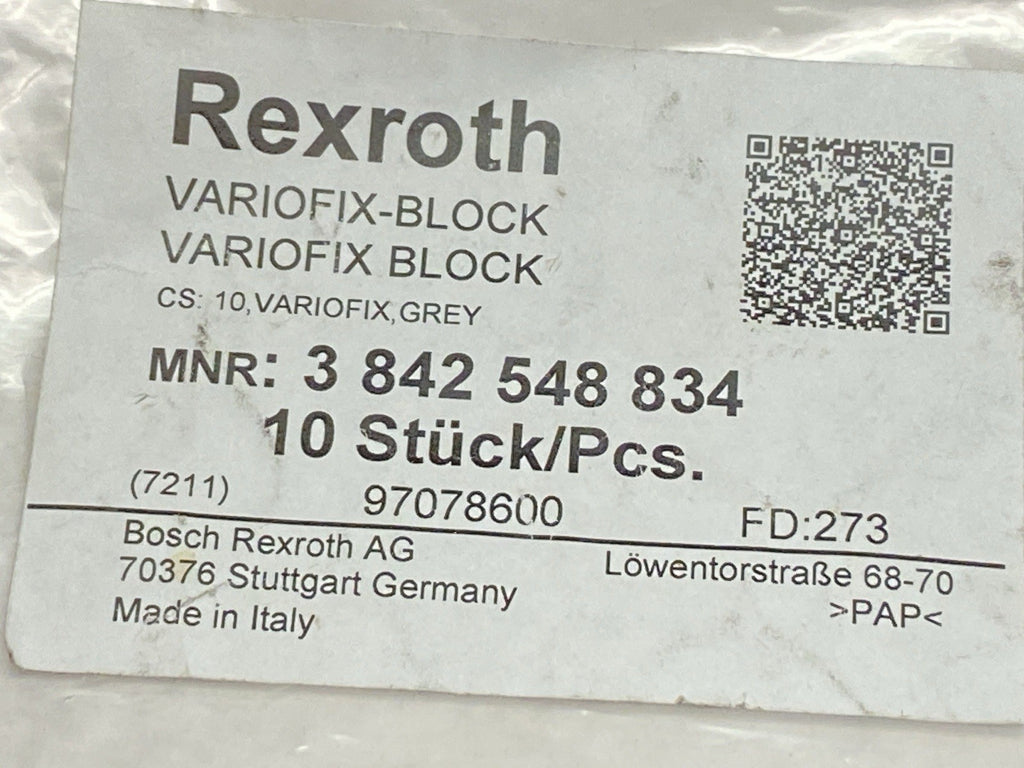 Rexroth
VARIOFIX-BLOCK
VARIOFIX BLOCK
CS: 10,VARIOFIX,GREY
MNR: 3 842 548 834
10 Stück/Pcs.
(7211) 97078600 FD:273
Bosch Rexroth AG Löwentorstraße 68-70
70376 Stuttgart Germany >PAP<
Made in Italy